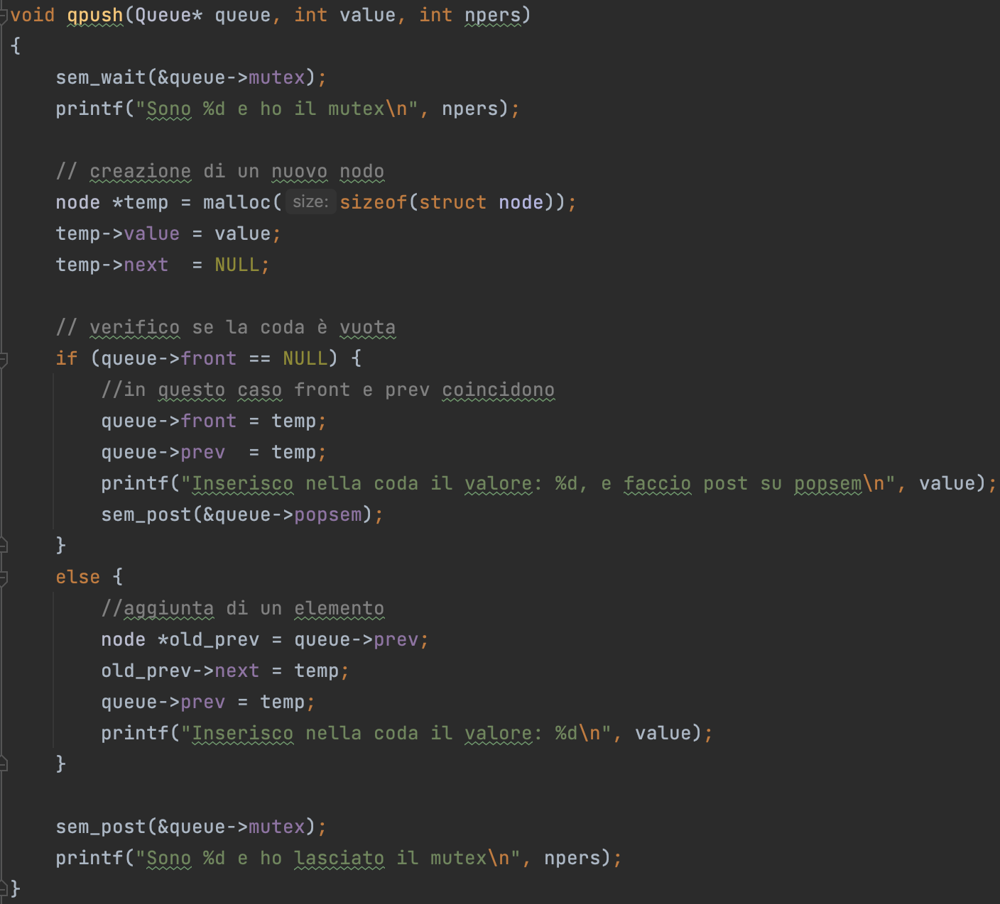 void qpush(Queue* queue, int value, int npers)
{
    sem_wait(&queue->mutex);
    printf("Sono %d e ho il mutex\n", npers);

    // creazione di un nuovo nodo
    node *temp = malloc( size: sizeof(struct node));
    temp->value = value;
    temp->next  = NULL;

    // verifico se la coda è vuota
    if (queue->front == NULL) {
        //in questo caso front e prev coincidono
        queue->front = temp;
        queue->prev  = temp;
        printf("Inserisco nella coda il valore: %d, e faccio post su popsem\n", value);
        sem_post(&queue->popsem);
    }
    else {
        //aggiunta di un elemento
        node *old_prev = queue->prev;
        old_prev->next = temp;
        queue->prev = temp;
        printf("Inserisco nella coda il valore: %d\n", value);
    }

    sem_post(&queue->mutex);
    printf("Sono %d e ho lasciato il mutex\n", npers);
}